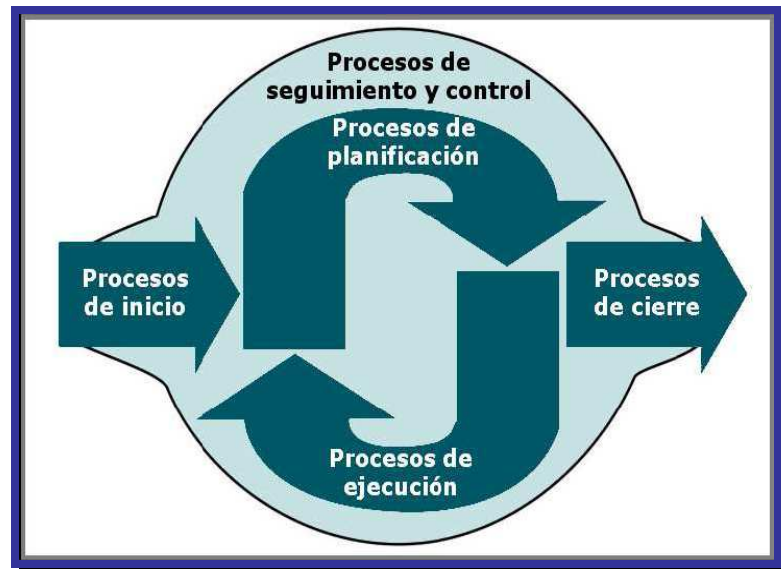 Procesos de
seguimiento y control
Procesos de
planificación
Procesos
de inicio
Procesos
de cierre
Procesos de
ejecución